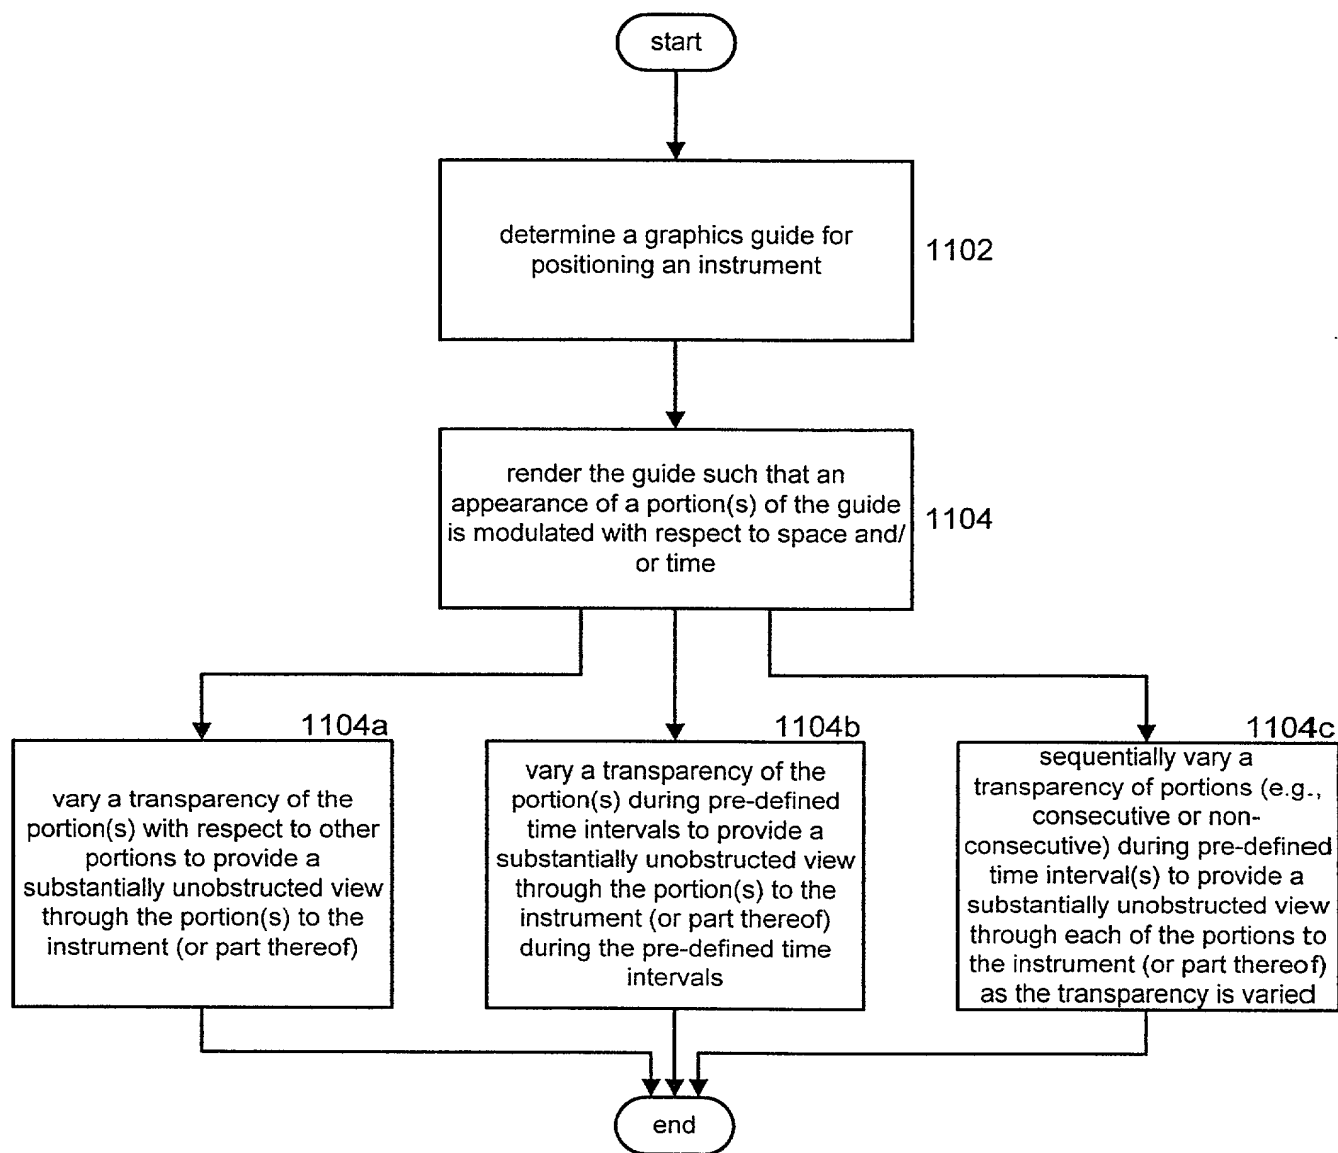 start
determine a graphics guide for
positioning an instrument
1102
render the guide such that an
appearance of a portion(s) of the guide
is modulated with respect to space and/
or time
1104
1104a
vary a transparency of the
portion(s) with respect to other
portions to provide a
substantially unobstructed view
through the portion(s) to the
instrument (or part thereof)
1104b
vary a transparency of the
portion(s) during pre-defined
time intervals to provide a
substantially unobstructed view
through the portion(s) to the
instrument (or part thereof)
during the pre-defined time
intervals
1104c
sequentially vary a
transparency of portions (e.g.,
consecutive or non-
consecutive) during pre-defined
time interval(s) to provide a
substantially unobstructed view
through each of the portions to
the instrument (or part thereof)
as the transparency is varied
end